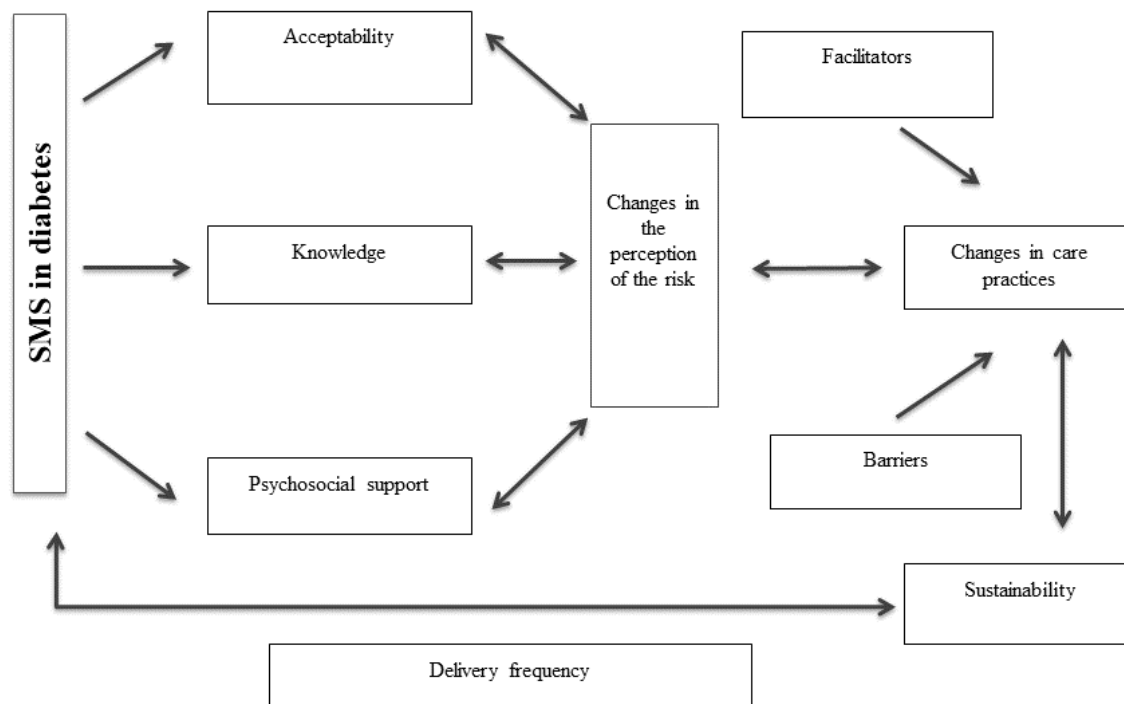 SMS in diabetes
Acceptability
Facilitators
Changes in
the
perception
of the risk
Knowledge
Changes in care
practices
Psychosocial support
Barriers
Sustainability
Delivery frequency